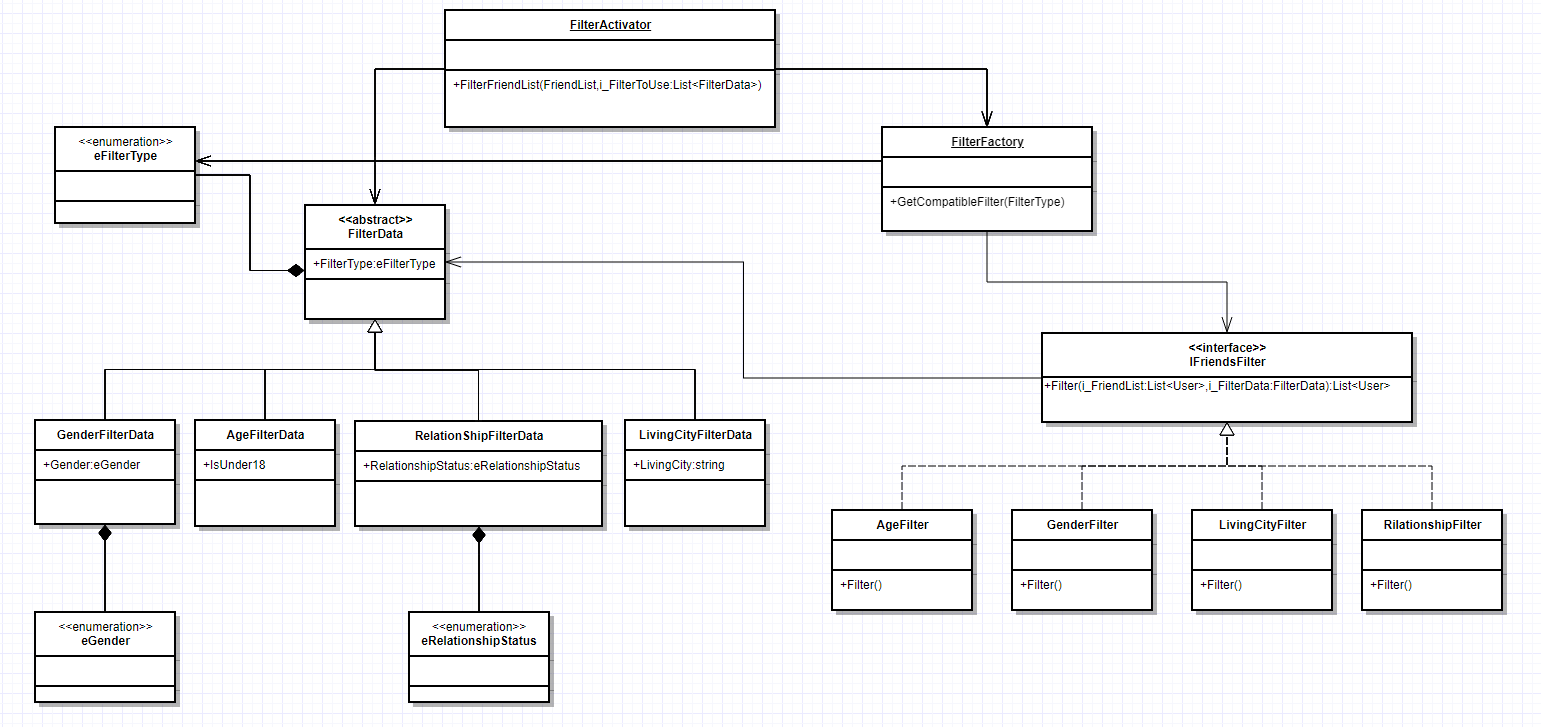 FilterActivator
+FilterFriendList(FriendList,i_FilterToUse:List<FilterData>)
<<enumeration>>
eFilterType
FilterFactory
+GetCompatibleFilter(FilterType)
<<abstract>>
FilterData
+FilterType:eFilterType
<<interface>>
IFriendsFilter
+Filter(i_FriendList:List<User>,i_FilterData:FilterData):List<User>
GenderFilterData
+Gender:eGender
AgeFilterData
+IsUnder18
RelationShipFilterData
+RelationshipStatus:eRelationshipStatus
LivingCityFilterData
+LivingCity:string
AgeFilter
+Filter()
GenderFilter
+Filter()
LivingCityFilter
+Filter()
RilationshipFilter
+Filter()
<<enumeration>>
eGender
<<enumeration>>
eRelationshipStatus